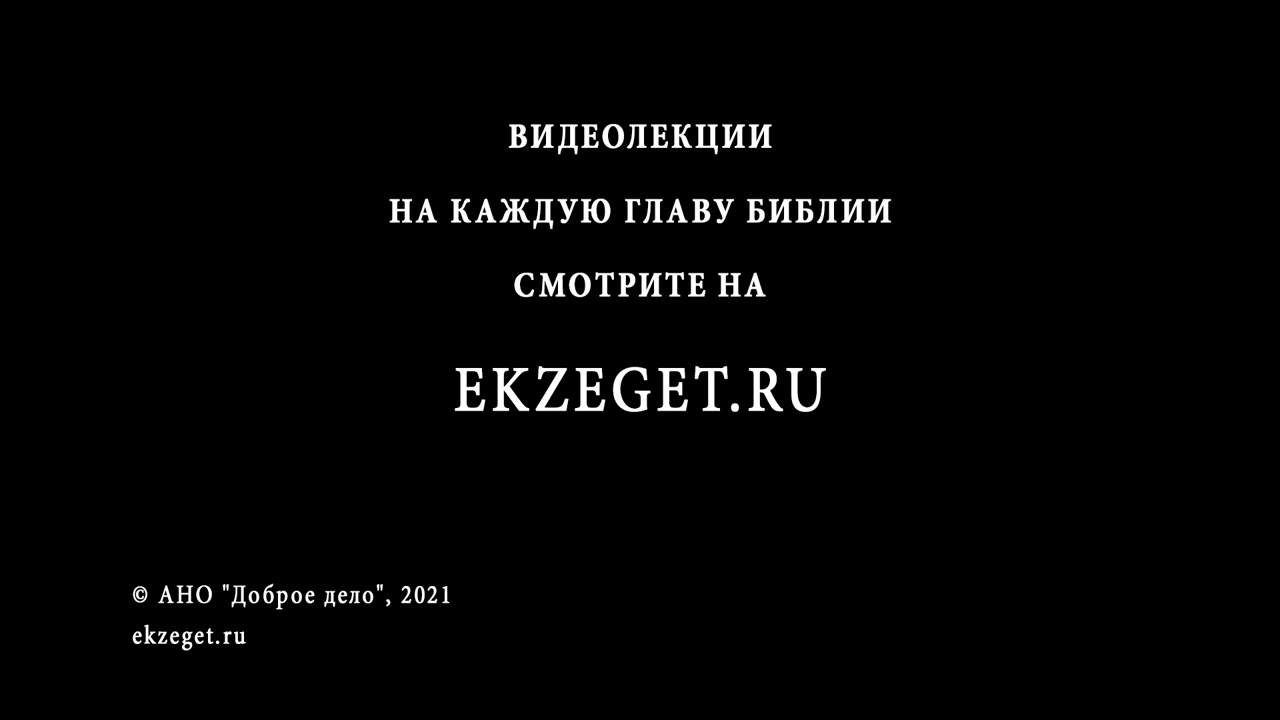 ВИДЕОЛЕКЦИИ
НА КАЖДУЮ ГЛАВУ БИБЛИИ
СМОТРИТЕ НА
EKZEGET.RU
© АНО "Доброе дело", 2021
ekzeget.ru